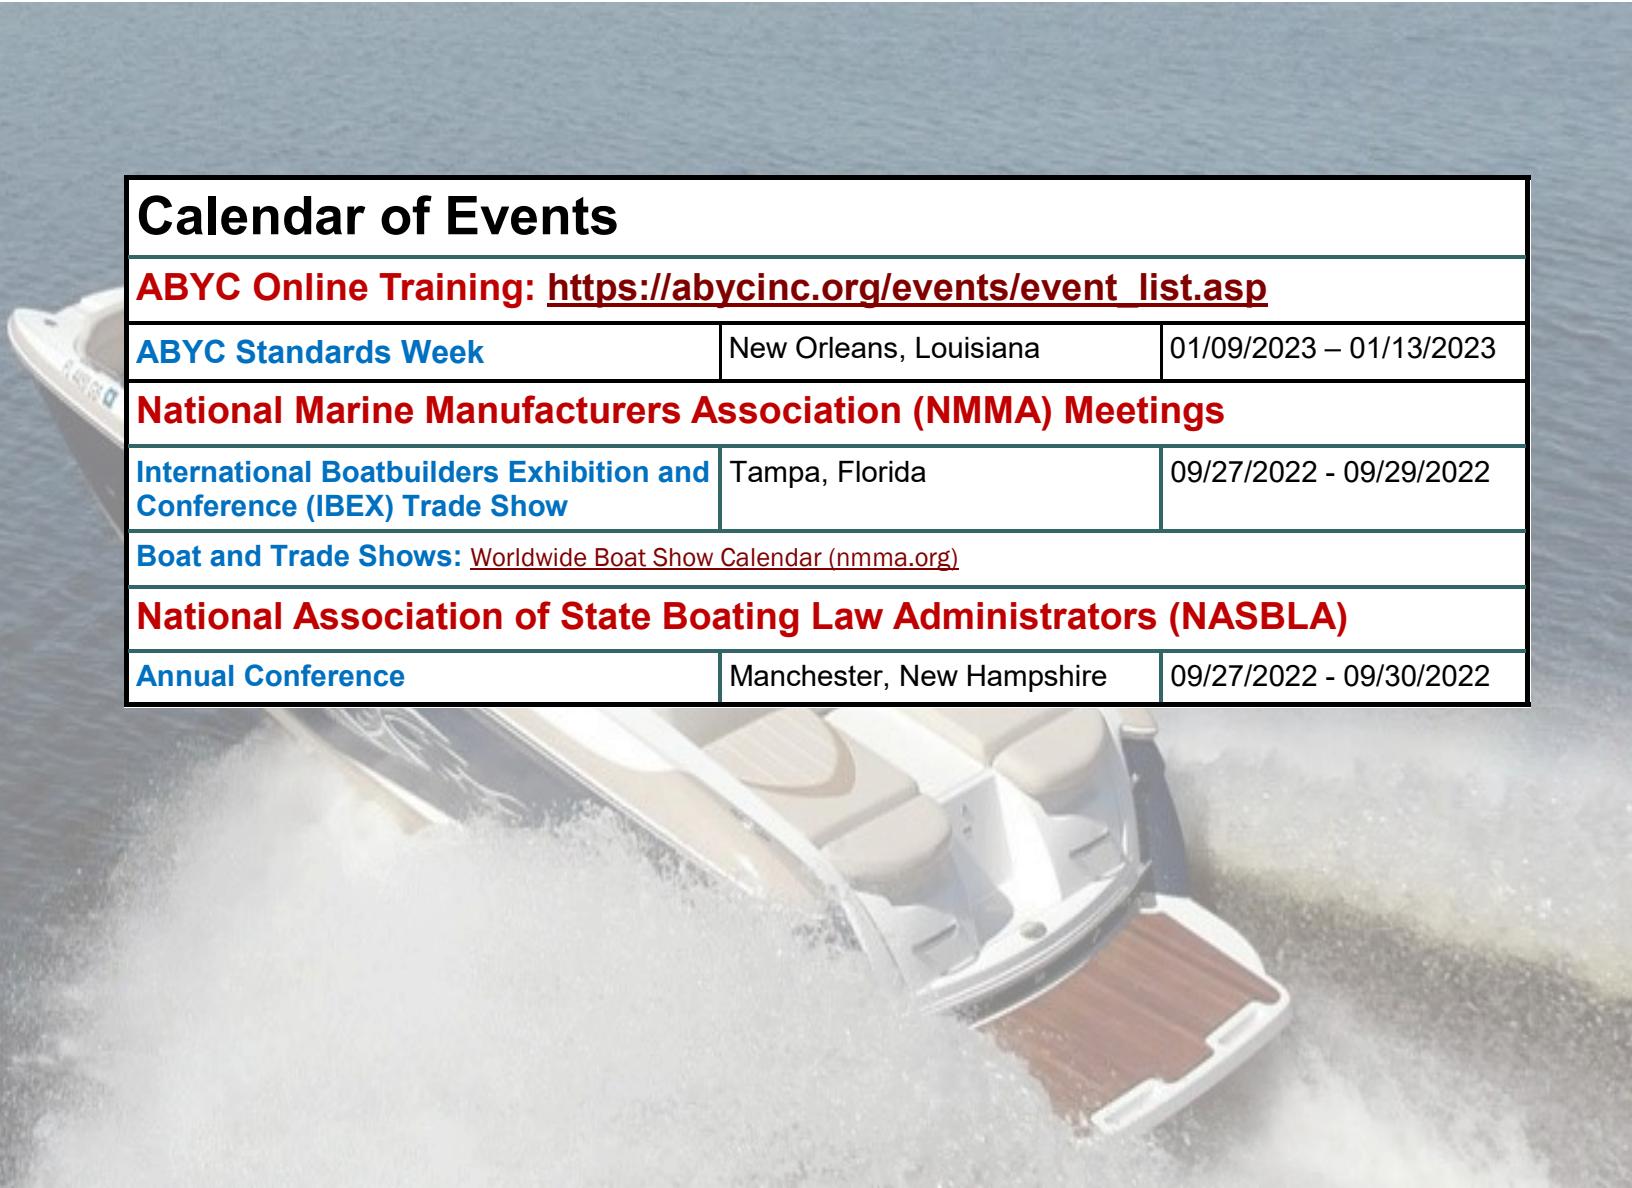 Calendar of Events
ABYC Online Training: https://abycinc.org/events/event_list.asp
ABYC Standards Week New Orleans, Louisiana 01/09/2023 – 01/13/2023
National Marine Manufacturers Association (NMMA) Meetings
International Boatbuilders Exhibition and Tampa, Florida 09/27/2022 - 09/29/2022
Conference (IBEX) Trade Show
Boat and Trade Shows: Worldwide Boat Show Calendar (nmma.org)
National Association of State Boating Law Administrators (NASBLA)
Annual Conference Manchester, New Hampshire 09/27/2022 - 09/30/2022